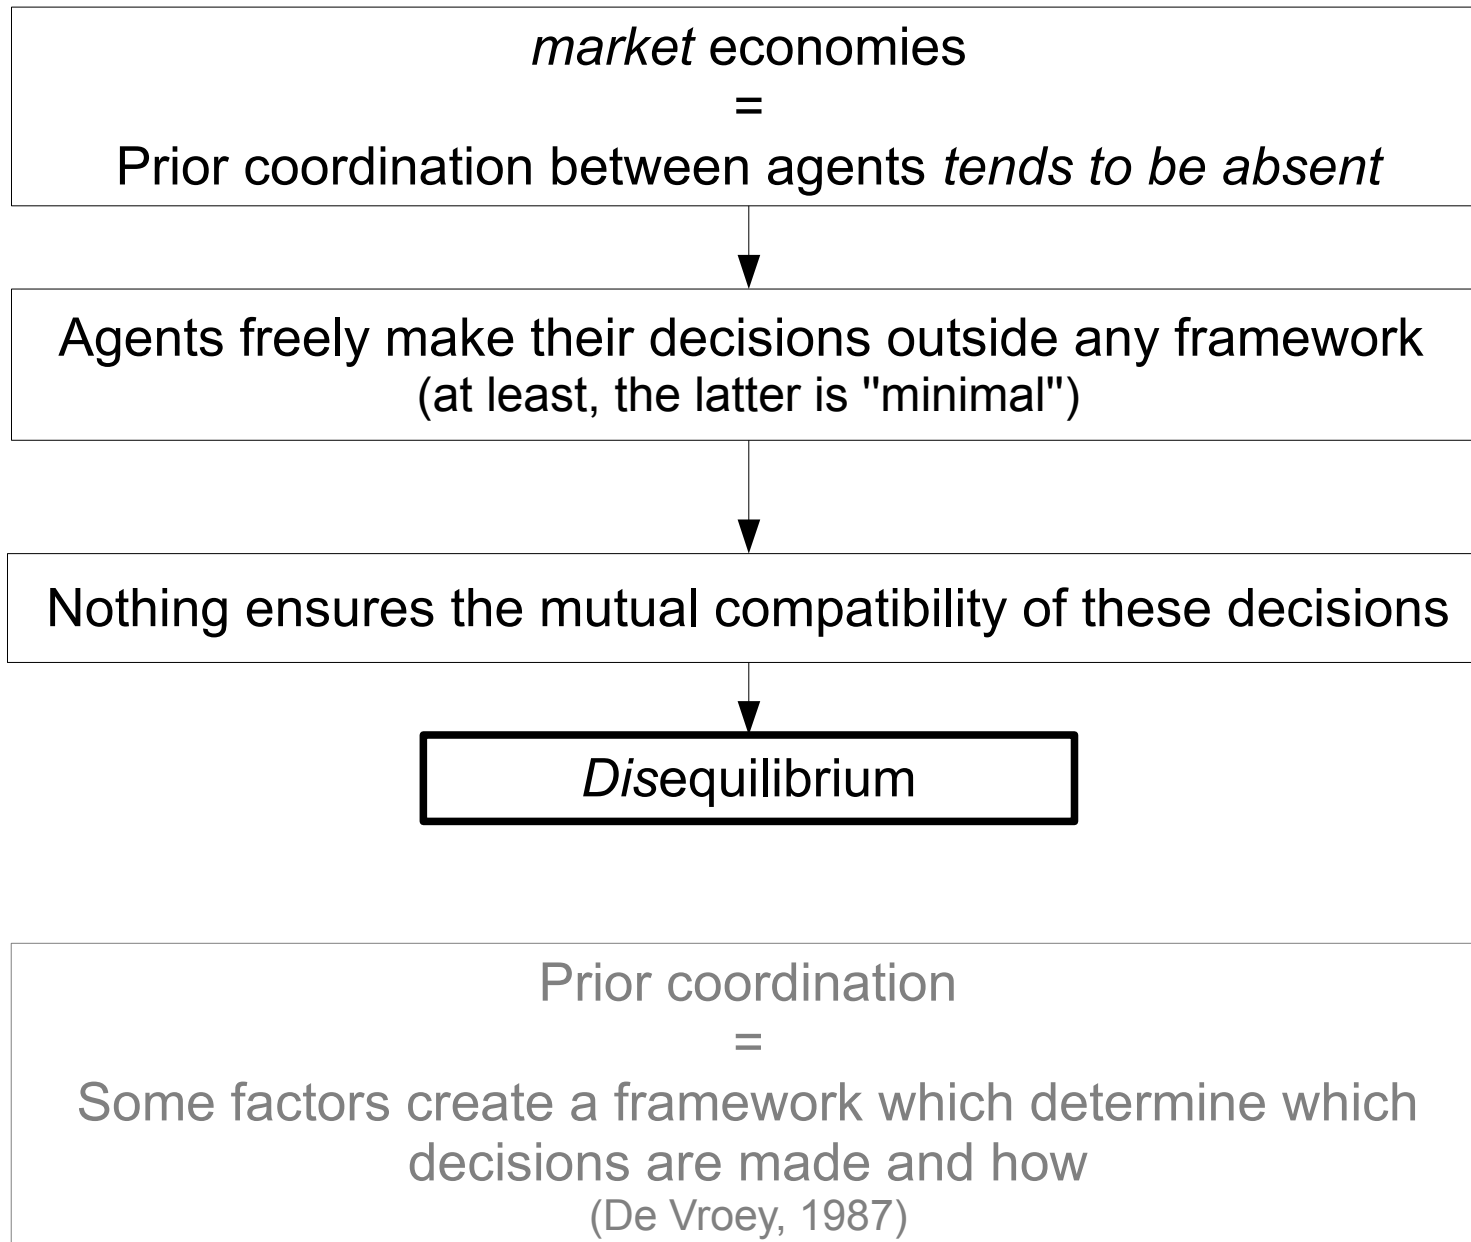 market economies
=
Prior coordination between agents tends to be absent
Agents freely make their decisions outside any framework
(at least, the latter is "minimal")
Nothing ensures the mutual compatibility of these decisions
Disequilibrium
Prior coordination
=
Some factors create a framework which determine which
decisions are made and how
(De Vroey, 1987)